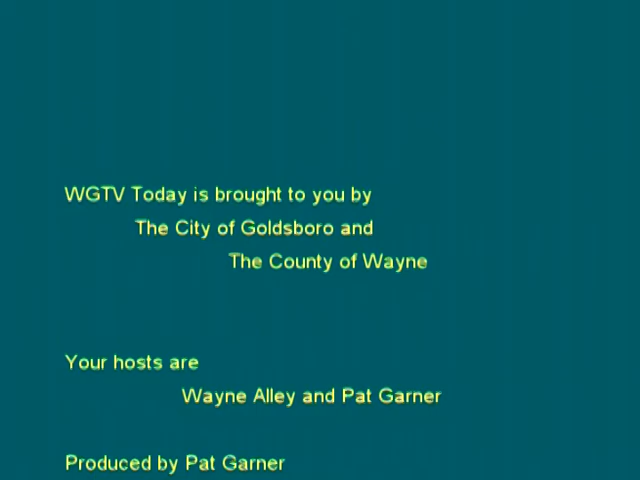 WGTV Today is brought to you by
The City of Goldsboro and
The County of Wayne
Your hosts are
Wayne Alley and Pat Garner
Produced by Pat Garner